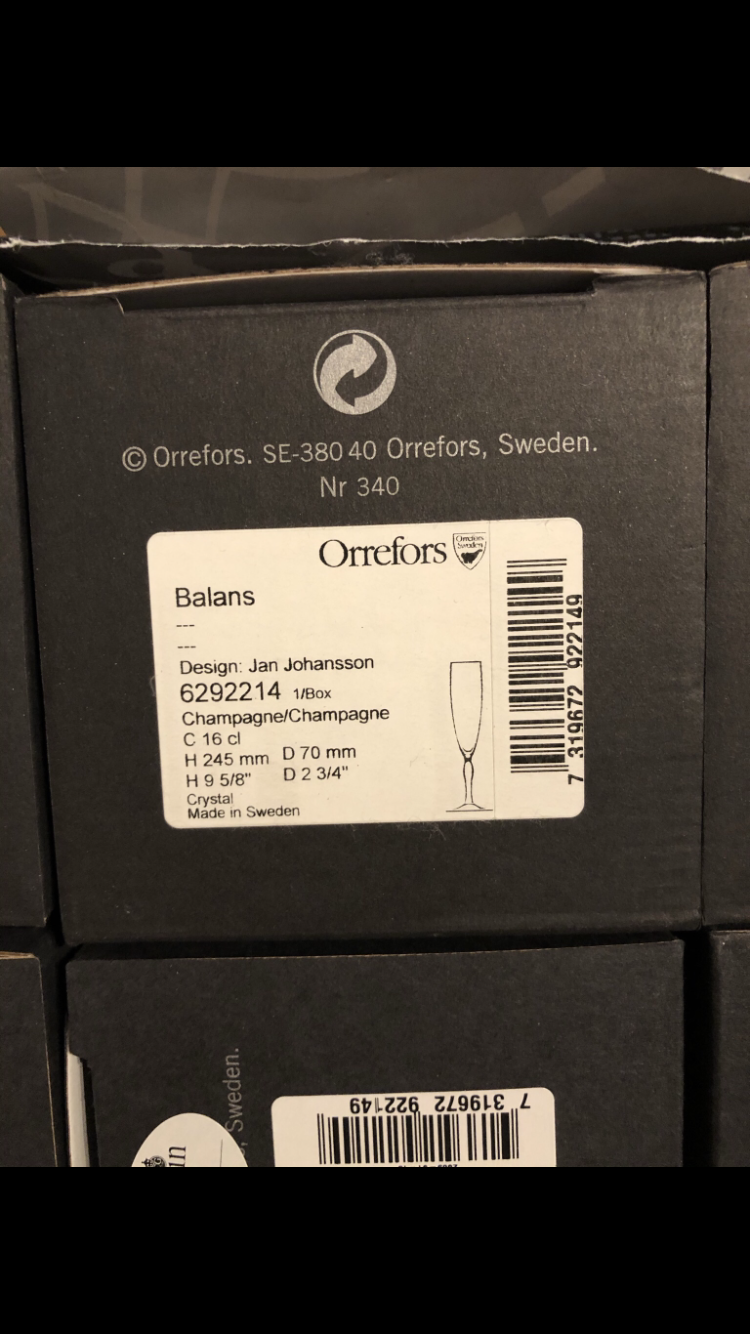 © Orrefors. SE-380 40 Orrefors, Sweden.
Nr 340
Orrefors
Orrefors
Sweden
Balans
---
---
Design: Jan Johansson
6292214 1/Box
Champagne/Champagne
C 16 cl
H 245 mm D 70 mm
H 9 5/8" D 2 3/4"
Crystal
Made in Sweden
7 319672 922149
, Sweden.
7 319672 922149